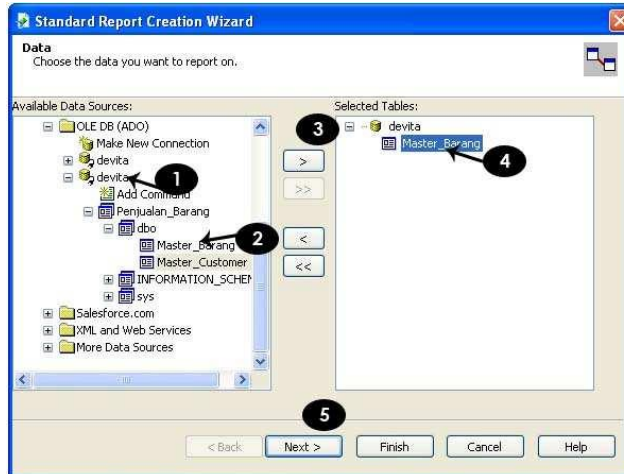 Standard Report Creation Wizard
Data
Choose the data you want to report on.
Available Data Sources:
OLE DB (ADO)
Make New Connection
devita
devita
Add Command
Penjualan_Barang
dbo
Master_Barang
Master_Customer
INFORMATION_SCHEM
sys
Salesforce.com
XML and Web Services
More Data Sources
1
2
3
>
>>
<
<<
Selected Tables:
devita
Master_Barang
4
5
< Back
Next >
Finish
Cancel
Help